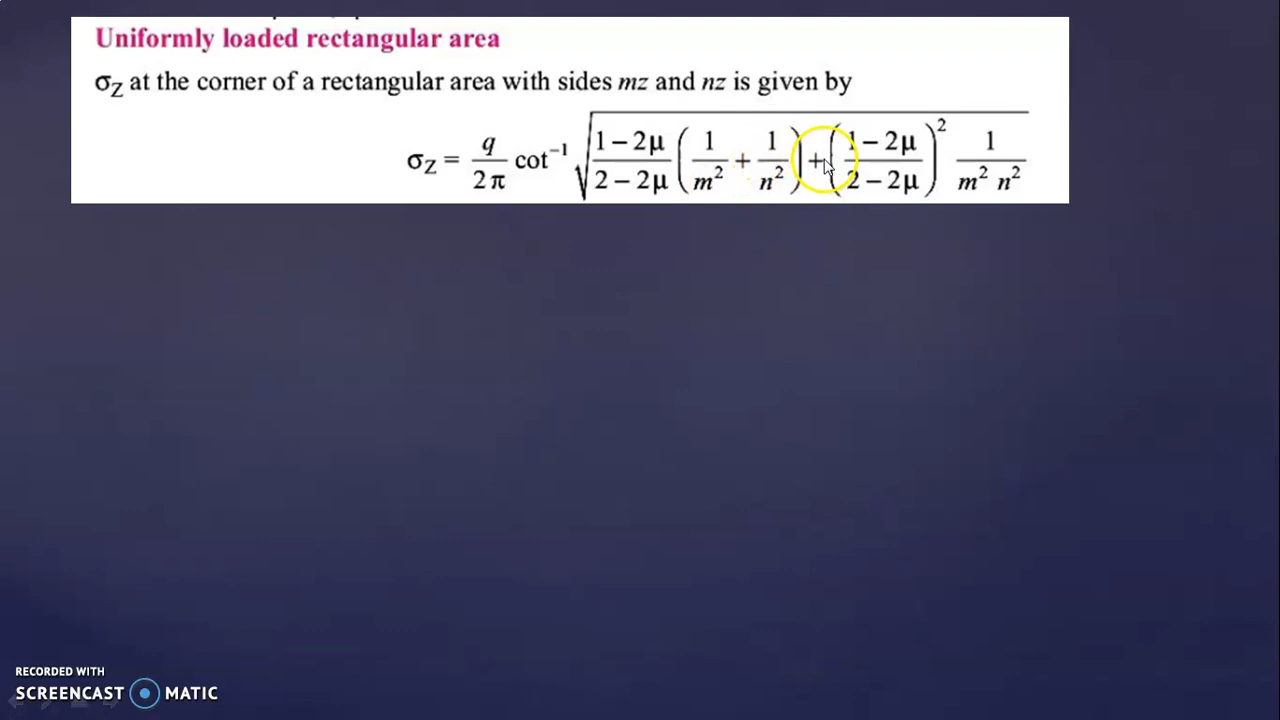 Uniformly loaded rectangular area
σZ at the corner of a rectangular area with sides mz and nz is given by
σZ = q/2π cot⁻¹ √(1 – 2μ/2 – 2μ (1/m² + 1/n²) + (1 – 2μ/2 – 2μ)² 1/m² n²)
RECORDED WITH
SCREENCAST MATIC